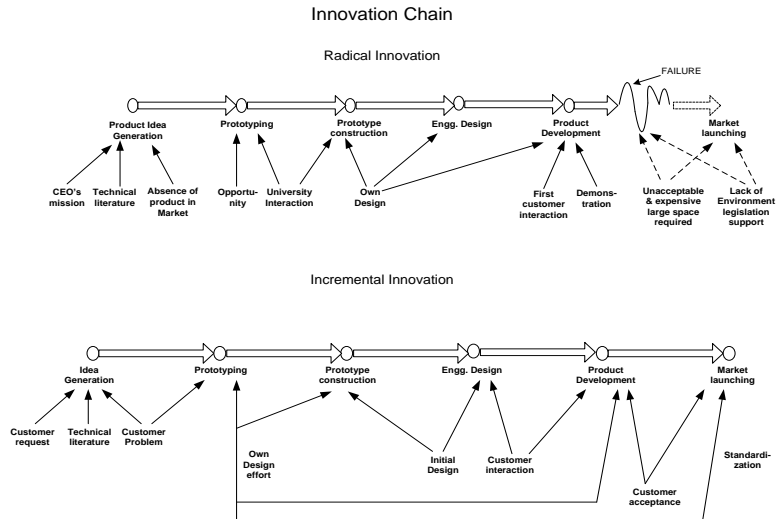 Innovation Chain
Radical Innovation
FAILURE
Product Idea
Generation
Prototyping
Prototype
construction
Engg. Design
Product
Development
Market
launching
CEO's
mission
Technical
literature
Absence of
product in
Market
Opportu-
nity
University
Interaction
Own
Design
First
customer
interaction
Demons-
tration
Unacceptable
& expensive
large space
required
Lack of
Environment
legislation
support
Incremental Innovation
Idea
Generation
Prototyping
Prototype
construction
Engg. Design
Product
Development
Market
launching
Customer
request
Technical
literature
Customer
Problem
Own
Design
effort
Initial
Design
Customer
interaction
Customer
acceptance
Standardi-
zation